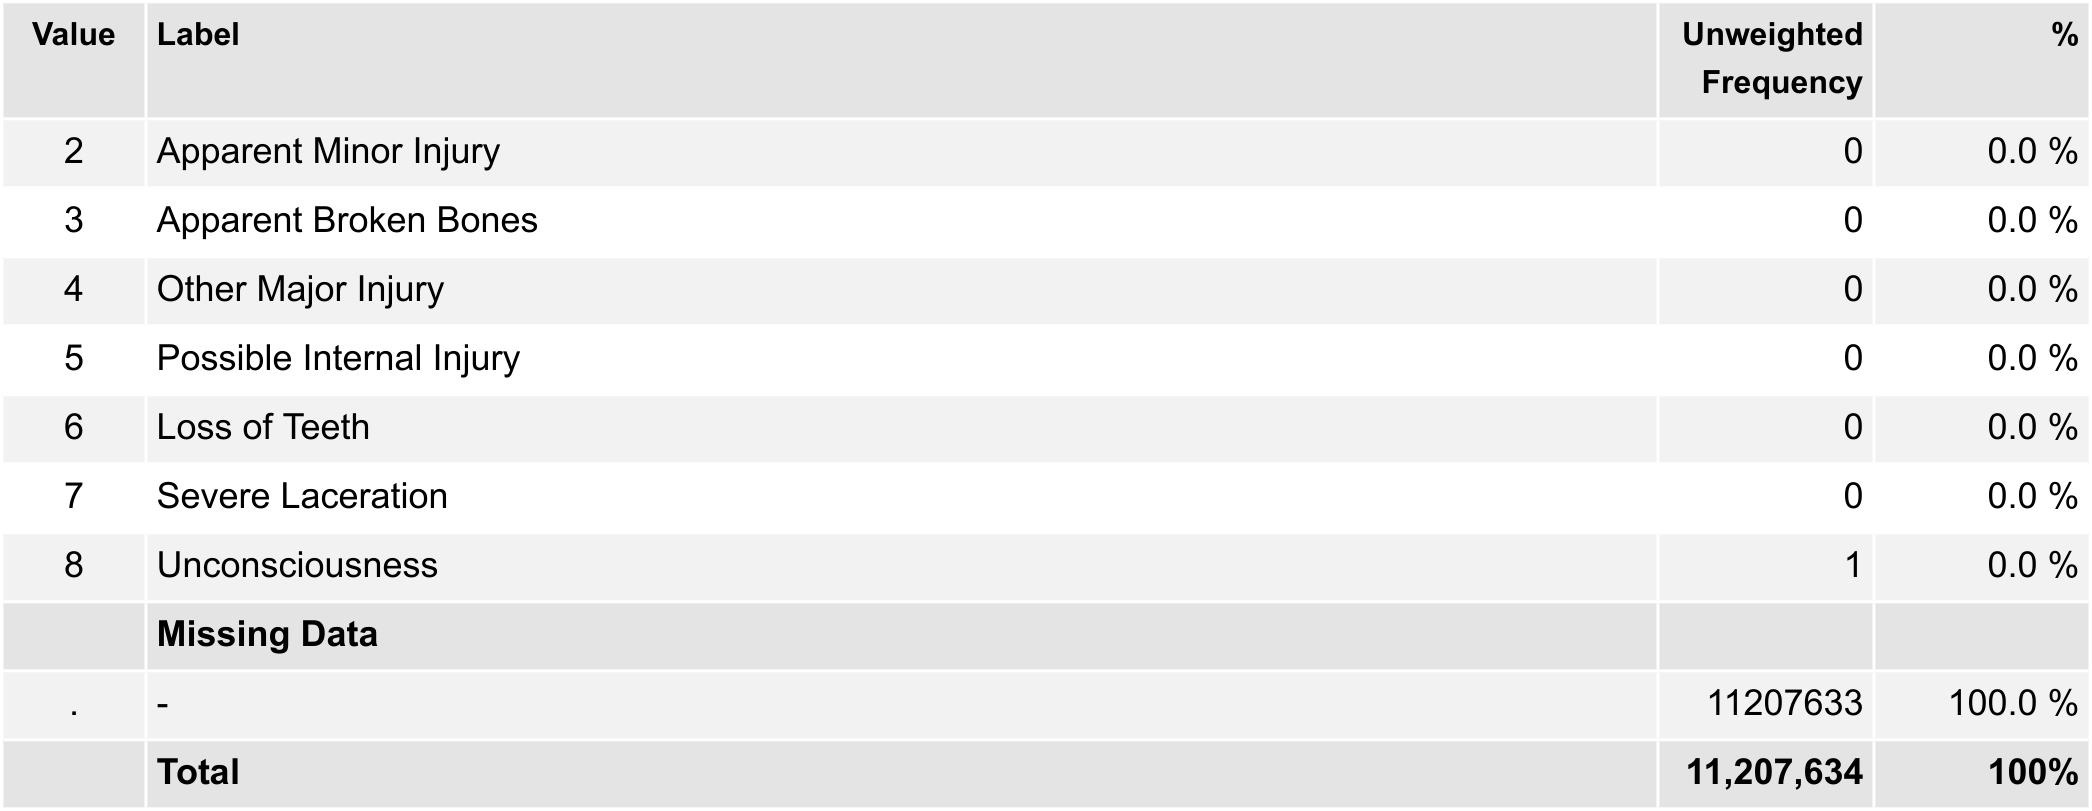 Value Label Unweighted Frequency %
2 Apparent Minor Injury 0 0.0 %
3 Apparent Broken Bones 0 0.0 %
4 Other Major Injury 0 0.0 %
5 Possible Internal Injury 0 0.0 %
6 Loss of Teeth 0 0.0 %
7 Severe Laceration 0 0.0 %
8 Unconsciousness 1 0.0 %
Missing Data
. - 11207633 100.0 %
Total 11,207,634 100%